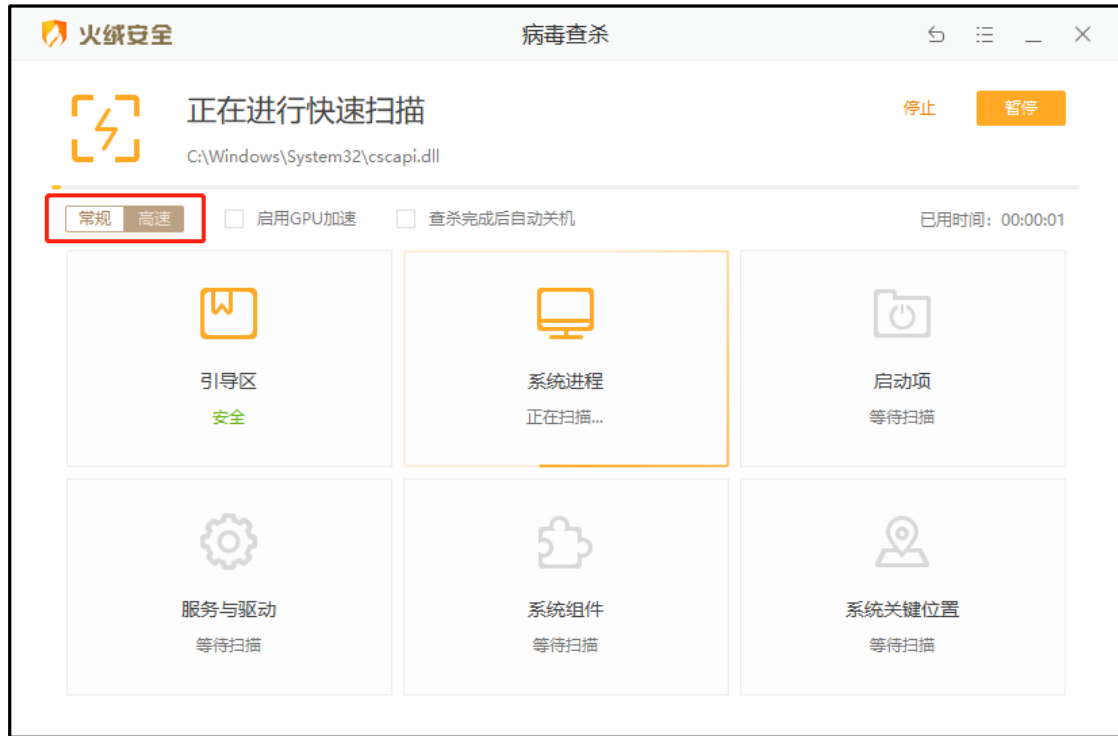 火绒安全
病毒查杀
正在进行快速扫描
停止
暂停
C:\Windows\System32\cscapi.dll
常规
高速
启用GPU加速
查杀完成后自动关机
已用时间：00:00:01
引导区
安全
系统进程
正在扫描...
启动项
等待扫描
服务与驱动
等待扫描
系统组件
等待扫描
系统关键位置
等待扫描